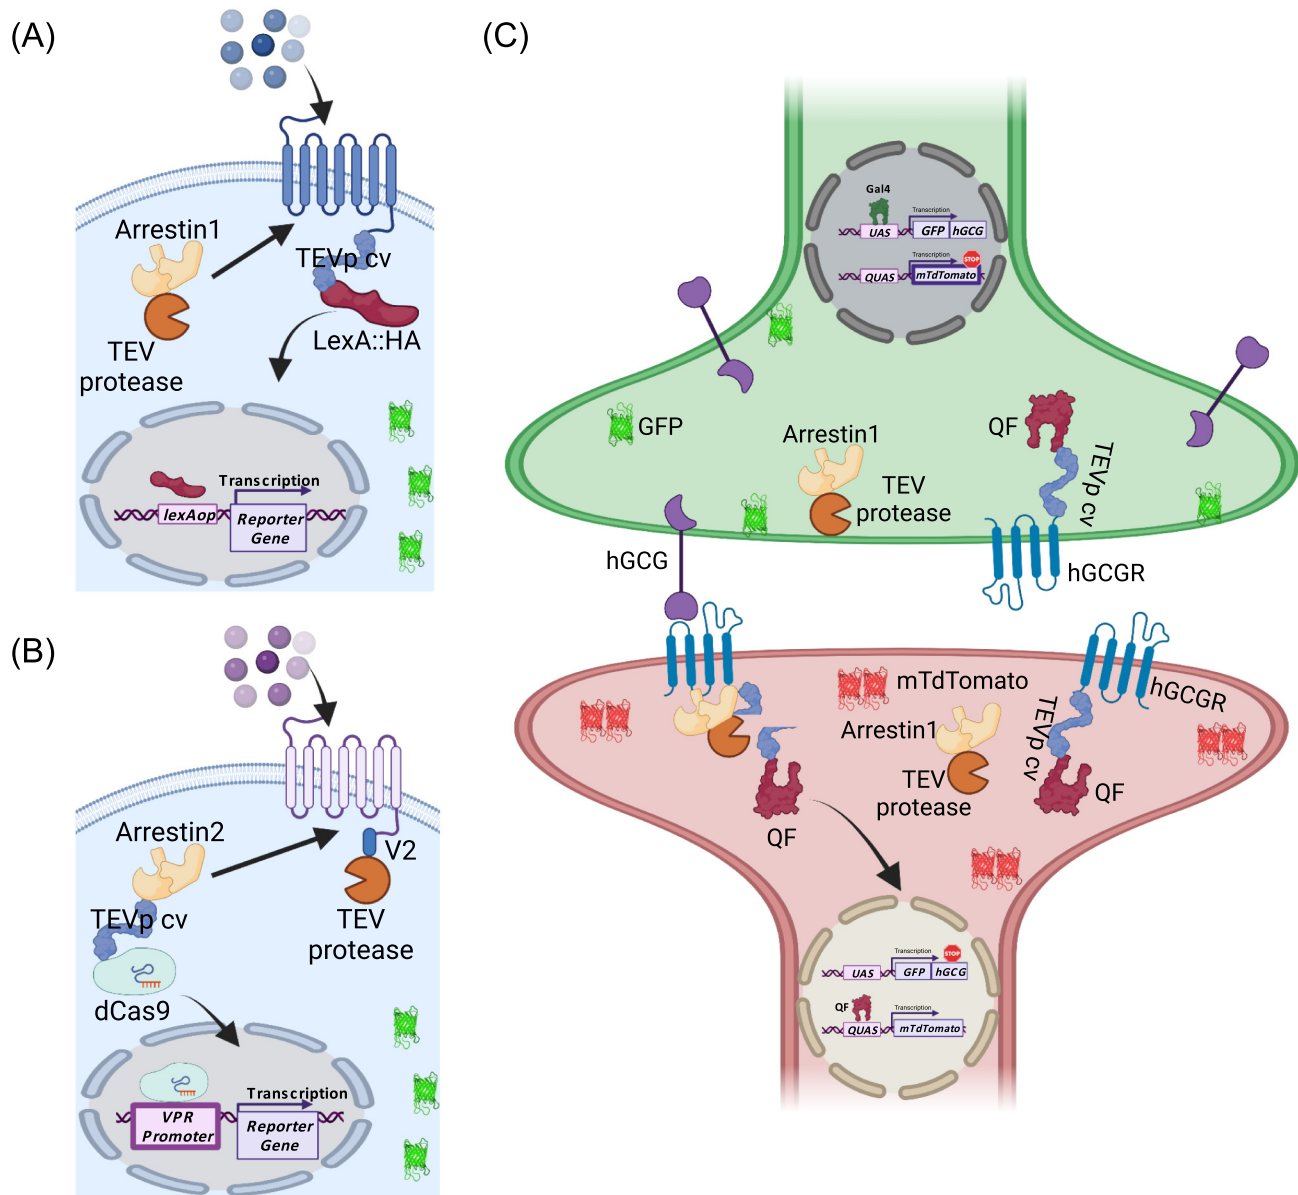 (A)
Arrestin1
TEVp cv
LexA::HA
TEV
protease
Transcription
lexAop
Reporter
Gene
(B)
Arrestin2
V2
TEVp cv
TEV
protease
dCas9
Transcription
VPR
Promoter
Reporter
Gene
(C)
Gal4
Transcription
UAS
GFP
hGCG
Transcription
STOP
QUAS
mTdTomato
GFP
Arrestin1
TEV
protease
QF
TEVp cv
hGCG
hGCGR
mTdTomato
hGCGR
Arrestin1
TEVp cv
TEV
protease
QF
QF
Transcription
STOP
UAS
GFP
hGCG
QF
Transcription
QUAS
mTdTomato